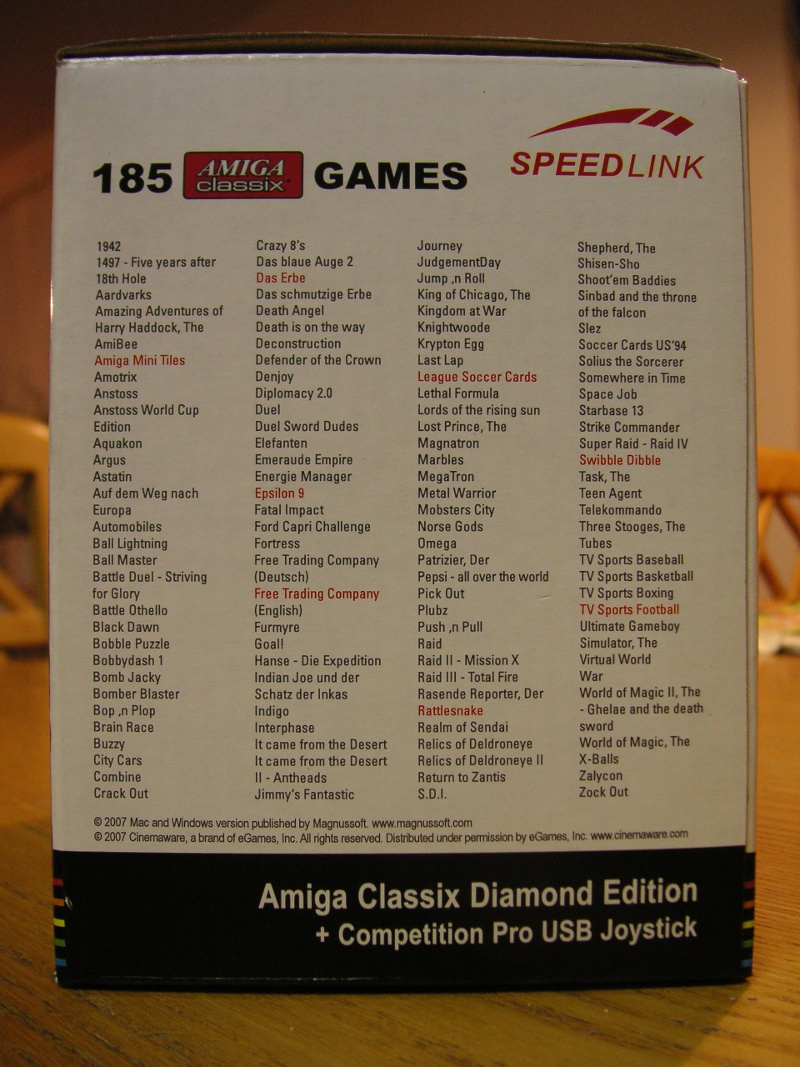 185 AMIGA classix GAMES
SPEEDLINK
1942
1497 - Five years after
18th Hole
Aardvarks
Amazing Adventures of
Harry Haddock, The
AmiBee
Amiga Mini Tiles
Amotrix
Anstoss
Anstoss World Cup
Edition
Aquakon
Argus
Astatin
Auf dem Weg nach
Europa
Automobiles
Ball Lightning
Ball Master
Battle Duel - Striving
for Glory
Battle Othello
Black Dawn
Bobble Puzzle
Bobbydash 1
Bomb Jacky
Bomber Blaster
Bop ,n Plop
Brain Race
Buzzy
City Cars
Combine
Crack Out
Crazy 8's
Das blaue Auge 2
Das Erbe
Das schmutzige Erbe
Death Angel
Death is on the way
Deconstruction
Defender of the Crown
Denjoy
Diplomacy 2.0
Duel
Duel Sword Dudes
Elefanten
Emeraude Empire
Energie Manager
Epsilon 9
Fatal Impact
Ford Capri Challenge
Fortress
Free Trading Company
(Deutsch)
Free Trading Company
(English)
Furmyre
Goal!
Hanse - Die Expedition
Indian Joe und der
Schatz der Inkas
Indigo
Interphase
It came from the Desert
It came from the Desert
II - Antheads
Jimmy's Fantastic
Journey
JudgementDay
Jump ,n Roll
King of Chicago, The
Kingdom at War
Knightwoode
Krypton Egg
Last Lap
League Soccer Cards
Lethal Formula
Lords of the rising sun
Lost Prince, The
Magnatron
Marbles
MegaTron
Metal Warrior
Mobsters City
Norse Gods
Omega
Patrizier, Der
Pepsi - all over the world
Pick Out
Plubz
Push ,n Pull
Raid
Raid II - Mission X
Raid III - Total Fire
Rasende Reporter, Der
Rattlesnake
Realm of Sendai
Relics of Deldroneye
Relics of Deldroneye II
Return to Zantis
S.D.I.
Shepherd, The
Shisen-Sho
Shoot'em Baddies
Sinbad and the throne
of the falcon
Slez
Soccer Cards US'94
Solius the Sorcerer
Somewhere in Time
Space Job
Starbase 13
Strike Commander
Super Raid - Raid IV
Swibble Dibble
Task, The
Teen Agent
Telekommando
Three Stooges, The
Tubes
TV Sports Baseball
TV Sports Basketball
TV Sports Boxing
TV Sports Football
Ultimate Gameboy
Simulator, The
Virtual World
War
World of Magic II, The
- Ghelae and the death
sword
World of Magic, The
X-Balls
Zalycon
Zock Out
© 2007 Mac and Windows version published by Magnussoft. www.magnussoft.com
© 2007 Cinemaware, a brand of eGames, Inc. All rights reserved. Distributed under permission by eGames, Inc. www.cinemaware.com
Amiga Classix Diamond Edition
+ Competition Pro USB Joystick